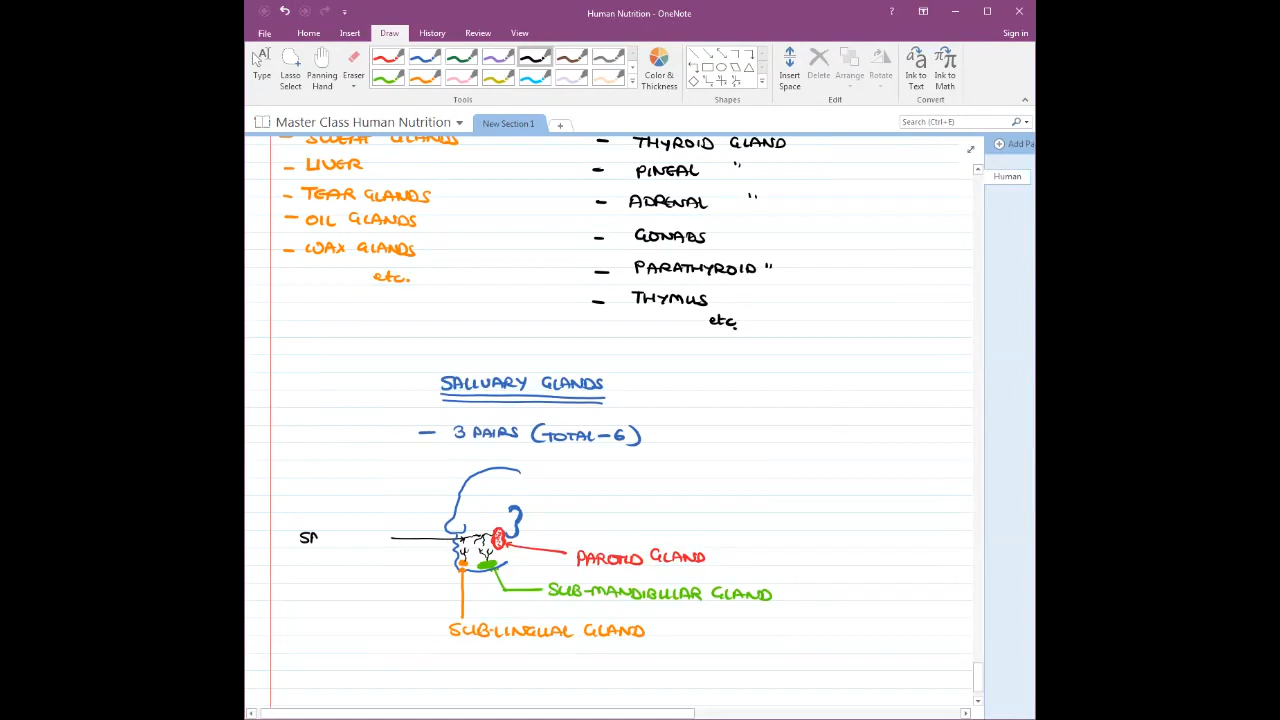 Human Nutrition - OneNote
File Home Insert Draw History Review View Sign in
Type Lasso Select Panning Hand Eraser Color & Thickness Insert Space Delete Arrange Rotate Ink to Text Ink to Math
Tools Shapes Edit Convert
Master Class Human Nutrition New Section 1 Search (Ctrl+E)
Add Pa
Human
- SWEAT GLANDS
- LIVER
- TEAR GLANDS
- OIL GLANDS
- WAX GLANDS
etc.
- THYROID GLAND
- PINEAL "
- ADRENAL "
- GONADS
- PARATHYROID "
- THYMUS
etc.
SALIVARY GLANDS
- 3 PAIRS (TOTAL-6)
PAROTID GLAND
SUB-MANDIBULAR GLAND
SUB-LINGUAL GLAND